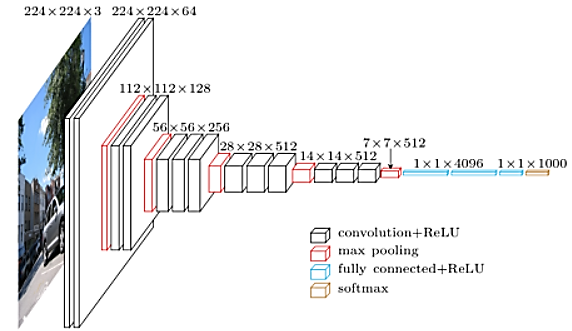 224×224×3 224×224×64
112×112×128
56×56×256
28×28×512
14×14×512
7×7×512
1×1×4096 1×1×1000
convolution+ReLU
max pooling
fully connected+ReLU
softmax